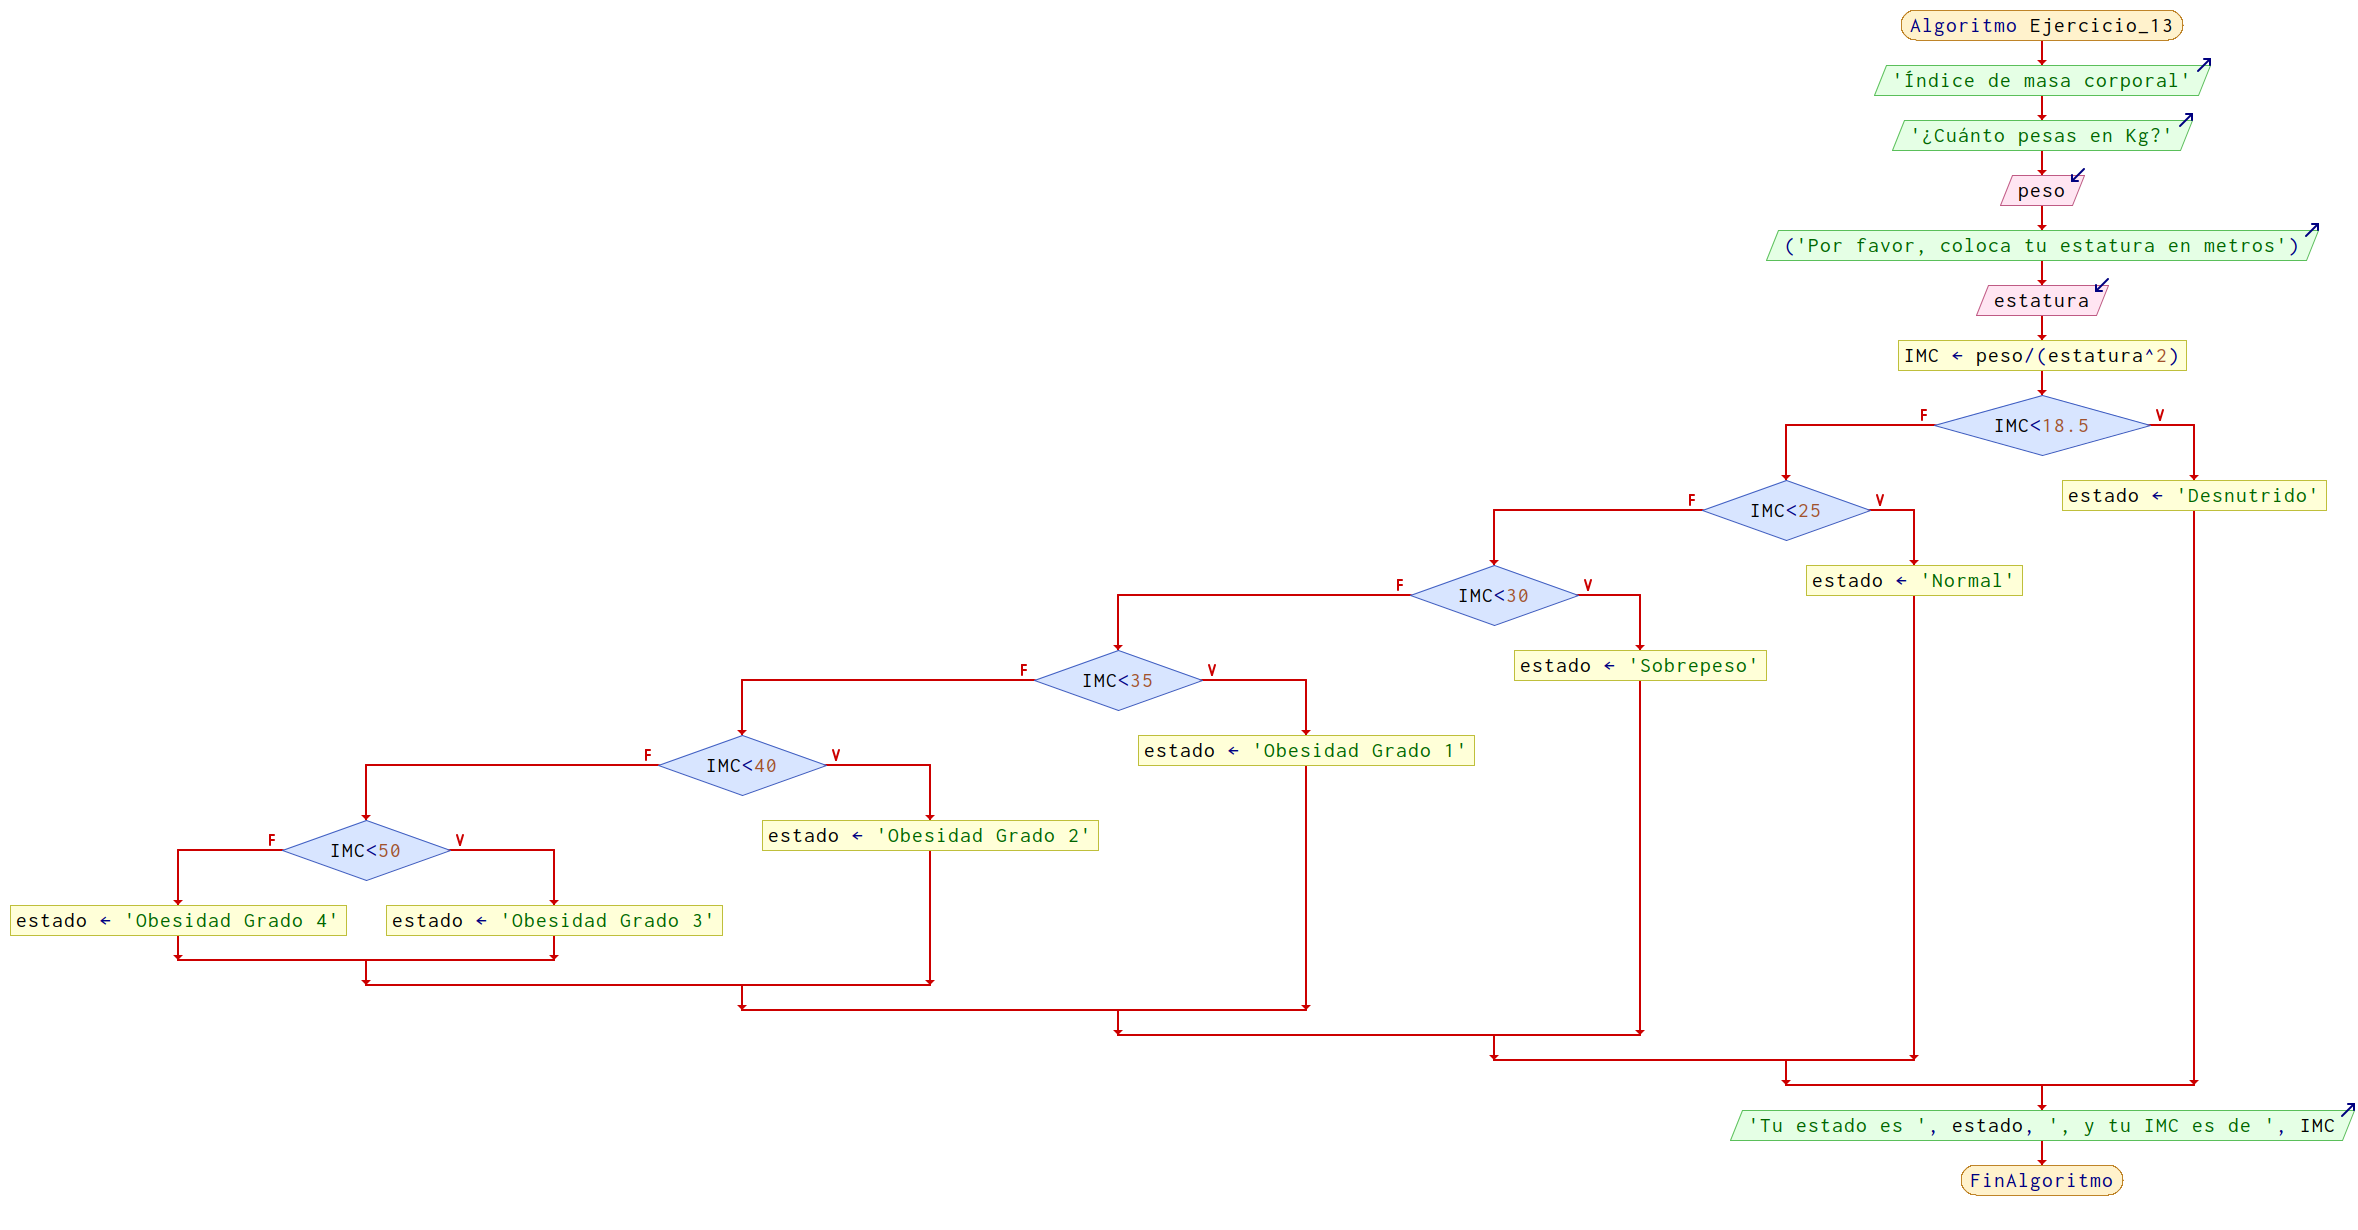 Algoritmo Ejercicio_13
'Índice de masa corporal'
'¿Cuánto pesas en Kg?'
peso
('Por favor, coloca tu estatura en metros')
estatura
IMC ← peso/(estatura^2)
F
V
IMC<18.5
F
V
estado ← 'Desnutrido'
IMC<25
F
V
estado ← 'Normal'
IMC<30
F
V
estado ← 'Sobrepeso'
IMC<35
F
V
estado ← 'Obesidad Grado 1'
IMC<40
F
V
estado ← 'Obesidad Grado 2'
IMC<50
estado ← 'Obesidad Grado 4'
estado ← 'Obesidad Grado 3'
'Tu estado es ', estado, ', y tu IMC es de ', IMC
FinAlgoritmo